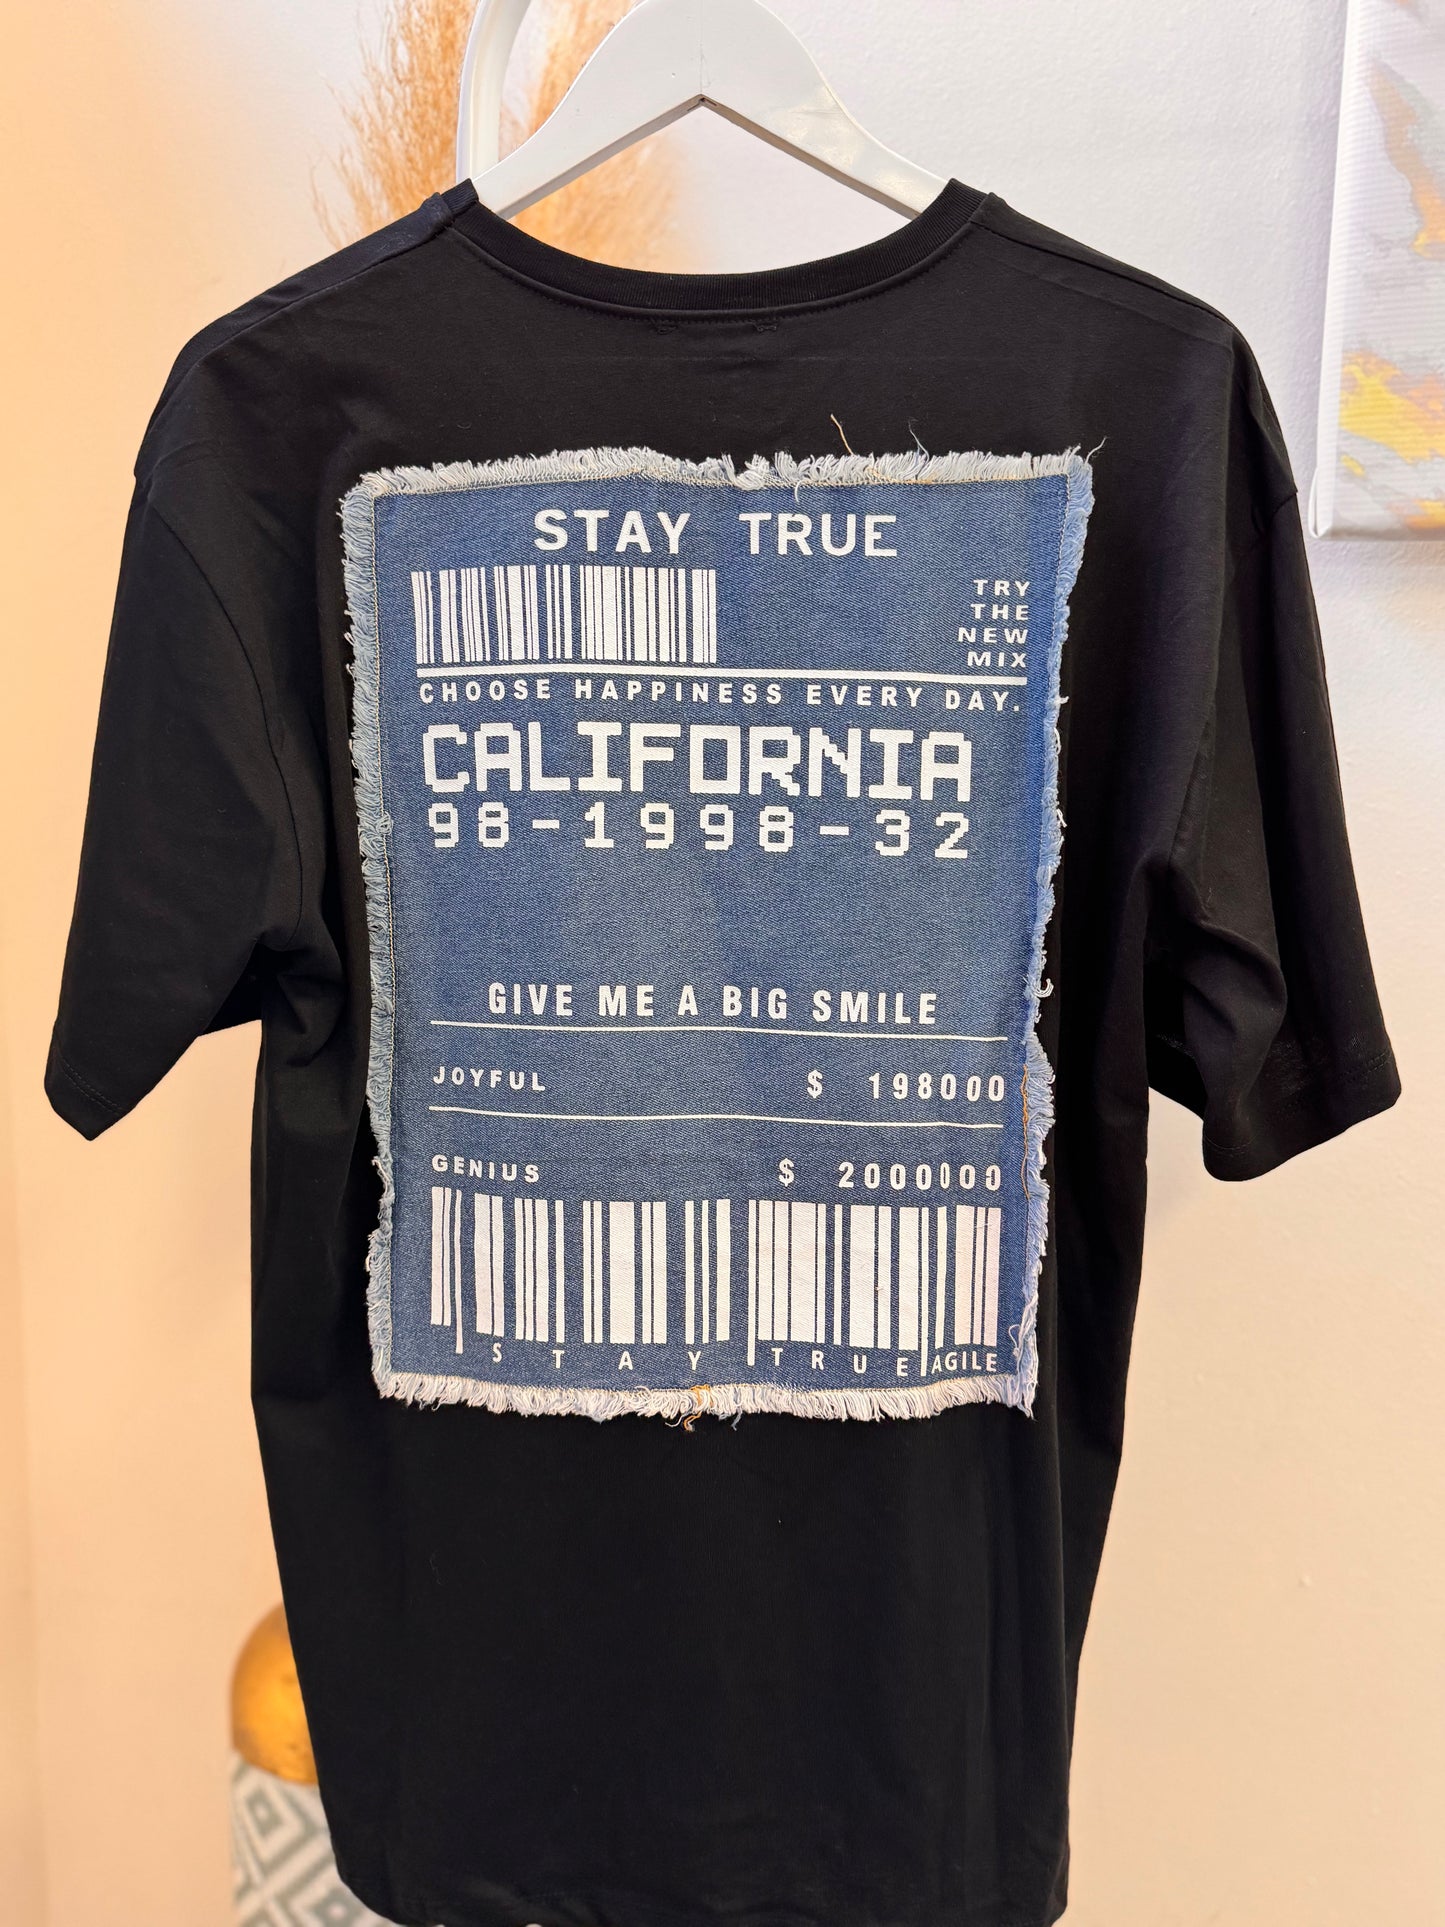 STAY TRUE
TRY
THE
NEW
MIX
CHOOSE HAPPINESS EVERY DAY.
CALIFORNIA
98-1998-32
GIVE ME A BIG SMILE
JOYFUL $ 198000
GENIUS $ 2000000
STAY TRUE AGILE